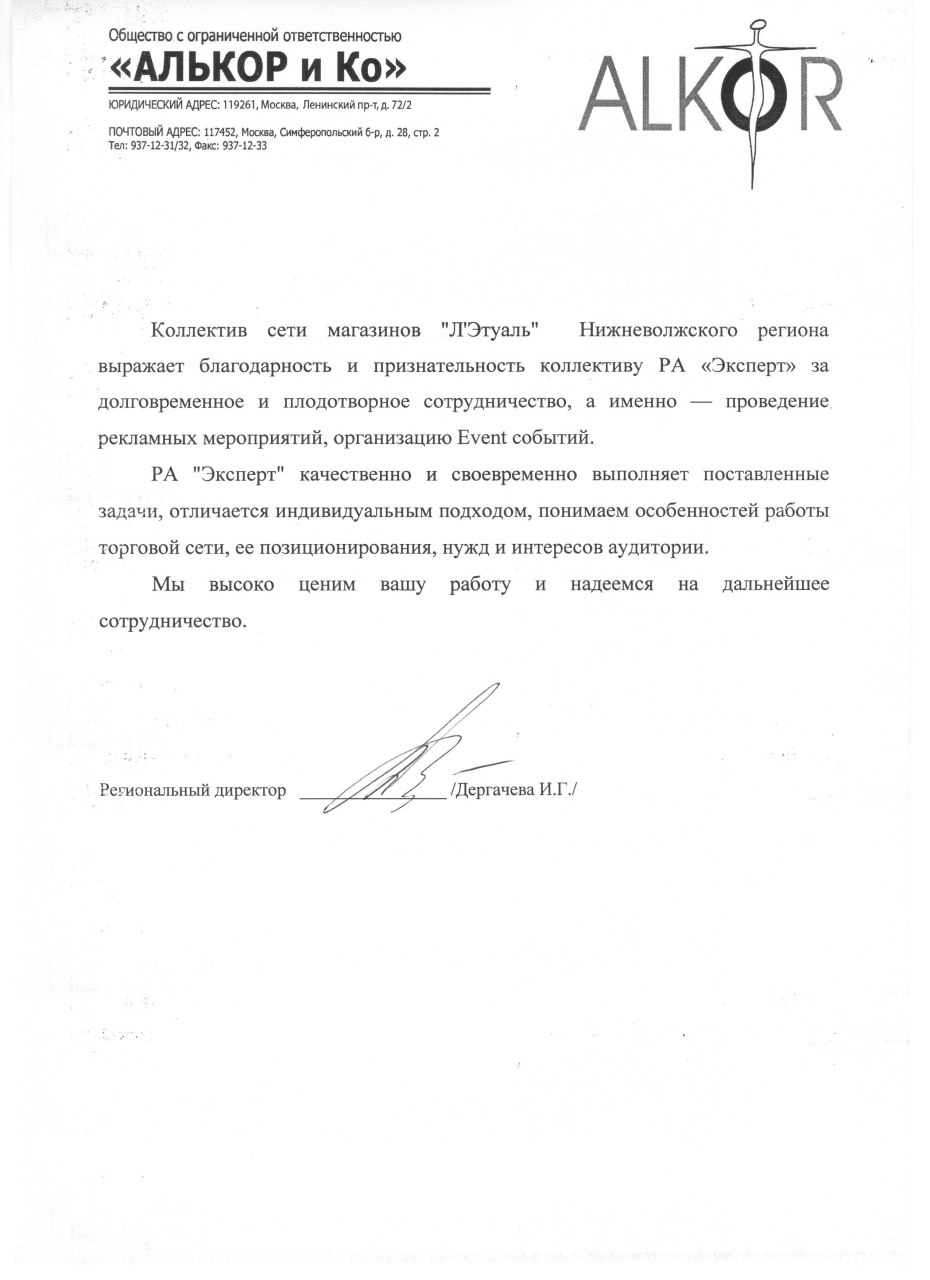 Общество с ограниченной ответственностью
«АЛЬКОР и Ко»
ЮРИДИЧЕСКИЙ АДРЕС: 119261, Москва, Ленинский пр-т, д. 72/2
ПОЧТОВЫЙ АДРЕС: 117452, Москва, Симферопольский б-р, д. 28, стр. 2
Тел: 937-12-31/32, Факс: 937-12-33
ALKOR
Коллектив сети магазинов "Л'Этуаль" Нижневолжского региона
выражает благодарность и признательность коллективу РА «Эксперт» за
долговременное и плодотворное сотрудничество, а именно — проведение
рекламных мероприятий, организацию Event событий.
РА "Эксперт" качественно и своевременно выполняет поставленные
задачи, отличается индивидуальным подходом, понимаем особенностей работы
торговой сети, ее позиционирования, нужд и интересов аудитории.
Мы высоко ценим вашу работу и надеемся на дальнейшее
сотрудничество.
Региональный директор /Дергачева И.Г./